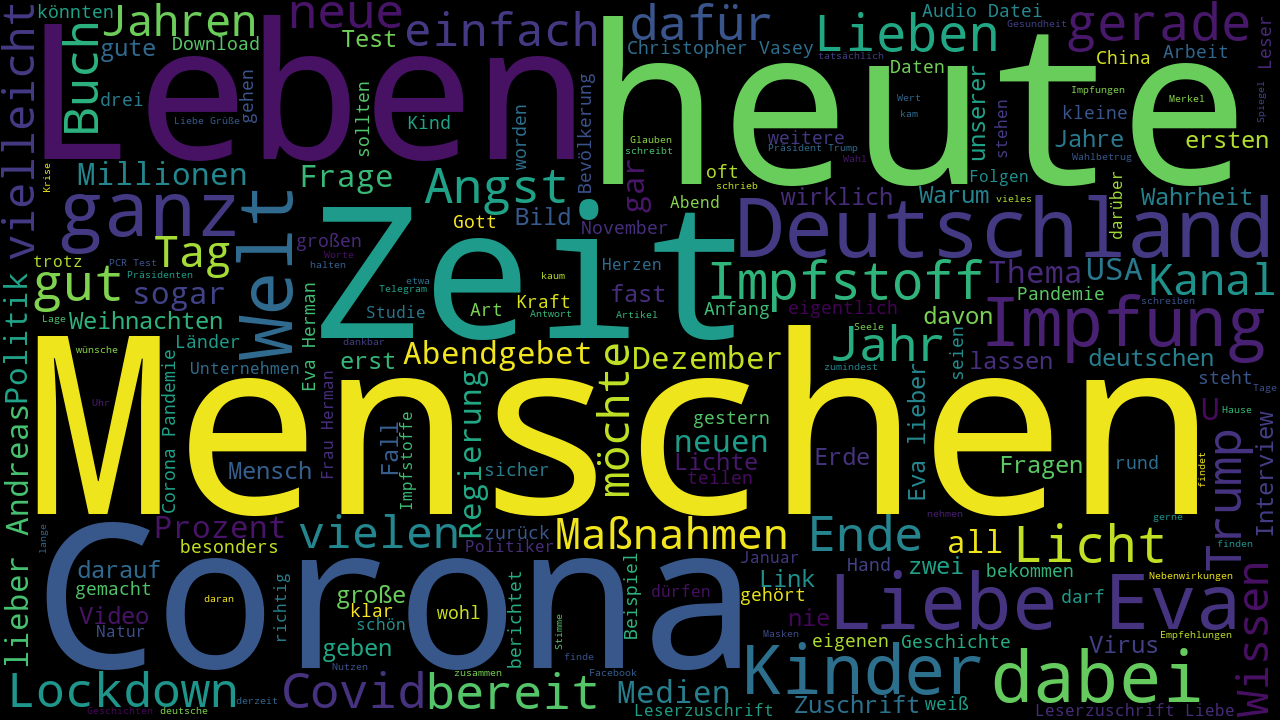 könnten
Jahren
neue
einfach
dafür
Audio Datei
Gesundheit
gerade
Leser
vielleicht
Buch
gute
Download
Test
Christopher Vasey
Lieben
tatsächlich
China
Arbeit
Leben
heute
drei
gehen
Liebe Grüße
sollten
Kind
worden
Bevölkerung
Daten
Wert
kam
unserer
stehen
Impfungen
Merkel
Spiegel
kleine
Jahre
ersten
Glauben
schreibt
weitere
Präsident Trump
Wahl
Wahlbetrug
Krise
Millionen
Frage
Angst
gar
oft
schrieb
wirklich
Warum
Folgen
vieles
darüber
Wahrheit
ganz
Welt
Gott
Bild
Abend
November
Deutschland
Tag
großen
Worte
halten
Zeit
trotz
PCR Test
Präsidenten
gut
sogar
etwa
Telegram
Studie
kaum
Kraft
Art
Antwort
Herzen
fast
Artikel
Impfstoff
Anfang
eigentlich
Thema
USA
Kanal
Pandemie
schreiben
Politik
Lage
Weihnachten
Eva Herman
dankbar
davon
Impfung
Seele
Jahr
wünsche
Länder
Unternehmen
erst
Abendgebet
möchte
Dezember
zumindest
seien
lassen
deutschen
steht
Tage
Menschen
Uhr
Corona Pandemie
Frau Herman
Impfstoffe
Fall
Mensch
Regierung
sicher
gestern
neuen
Lichte
teilen
Erde
Eva lieber
Fragen
rund
U
Hause
findet
Interview
Trump
lieber Andreas
lange
Prozent
besonders
vielen
zurück
Politiker
Maßnahmen
Januar
Ende
nehmen
all
Licht
gerne
finden
Corona
darauf
gemacht
Video
Natur
daran
richtig
große
klar
schön
geben
wohl
berichtet
Stimme
finde
Beispiel
dürfen
gehört
Link
Hand
zwei
bekommen
Nebenwirkungen
nie
Liebe
darf
Eva
Masken
eigenen
Geschichte
Virus
Empfehlungen
Wissen
Lockdown
Geschichten
deutsche
derzeit
Covid
Nutzen
zusammen
bereit
Facebook
Medien
Leserzuschrift
Kinder
Zuschrift
weiß
dabei
Leserzuschrift Liebe